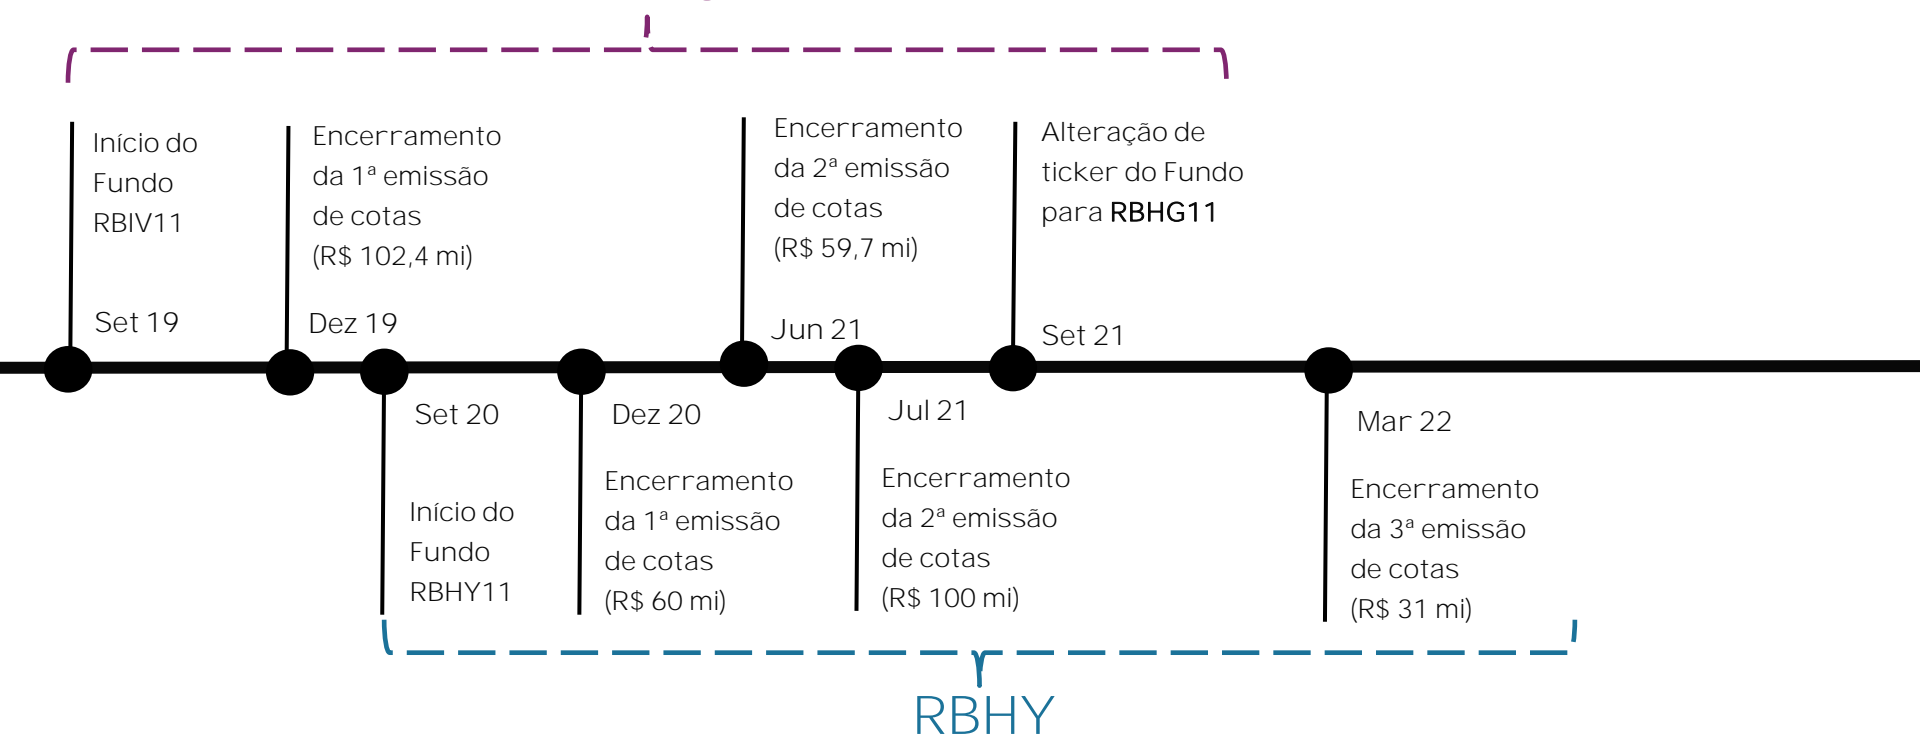 Início do
Fundo
RBIV11
Set 19
Encerramento
da 1ª emissão
de cotas
(R$ 102,4 mi)
Dez 19
Encerramento
da 2ª emissão
de cotas
(R$ 59,7 mi)
Jun 21
Alteração de
ticker do Fundo
para RBHG11
Set 21
Set 20
Início do
Fundo
RBHY11
Dez 20
Encerramento
da 1ª emissão
de cotas
(R$ 60 mi)
Jul 21
Encerramento
da 2ª emissão
de cotas
(R$ 100 mi)
Mar 22
Encerramento
da 3ª emissão
de cotas
(R$ 31 mi)
RBHY